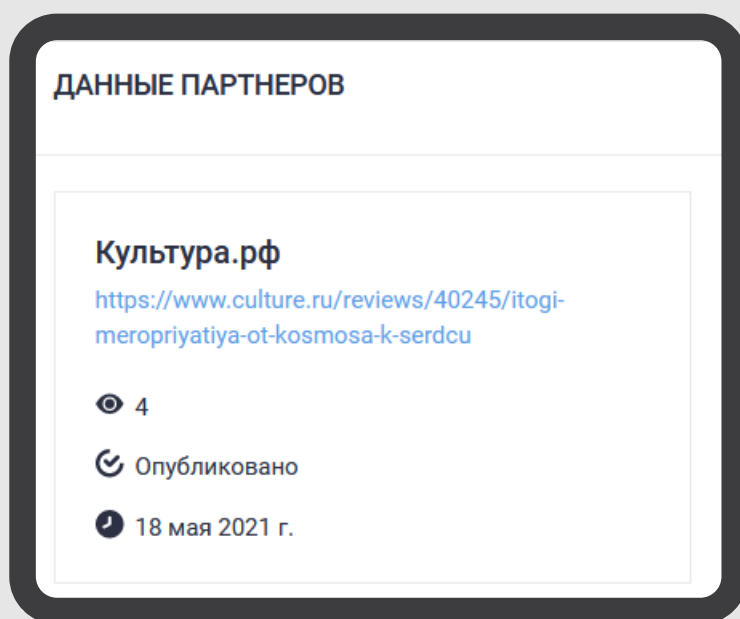 ДАННЫЕ ПАРТНЕРОВ
Культура.рф
https://www.culture.ru/reviews/40245/itogi-
meropriyatiya-ot-kosmosa-k-serdcu
4
Опубликовано
18 мая 2021 г.